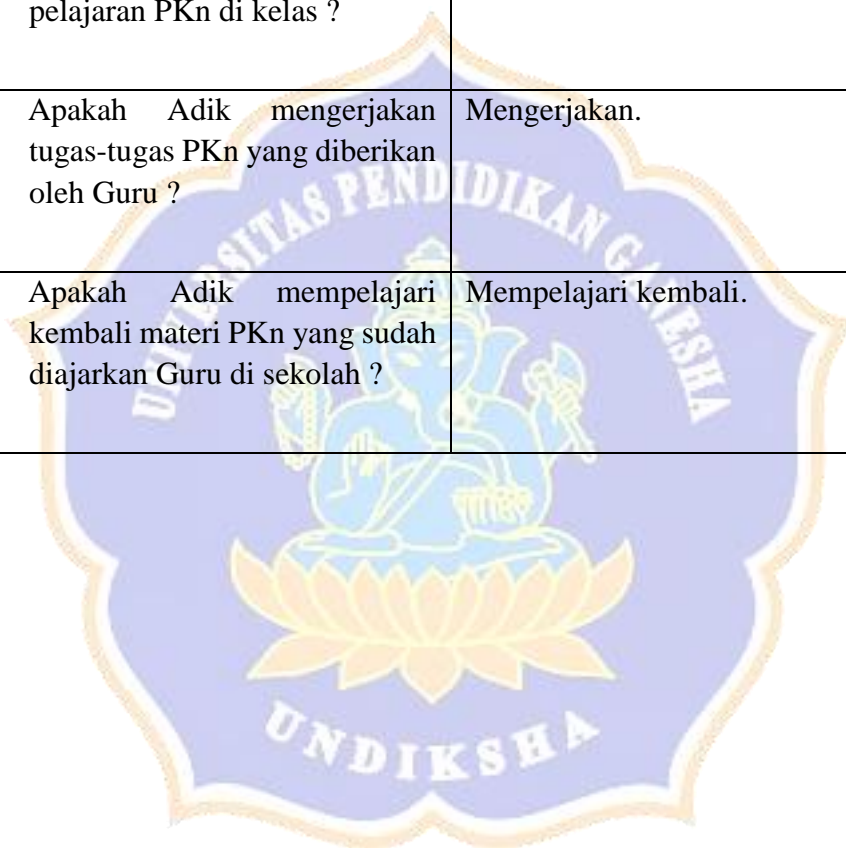 pelajaran PKn di kelas ?
Apakah Adik mengerjakan
tugas-tugas PKn yang diberikan
oleh Guru ?
Mengerjakan.
Apakah Adik mempelajari
kembali materi PKn yang sudah
diajarkan Guru di sekolah ?
Mempelajari kembali.
UNIVERSITAS PENDIDIKAN GANESHA
UNDIKSHA